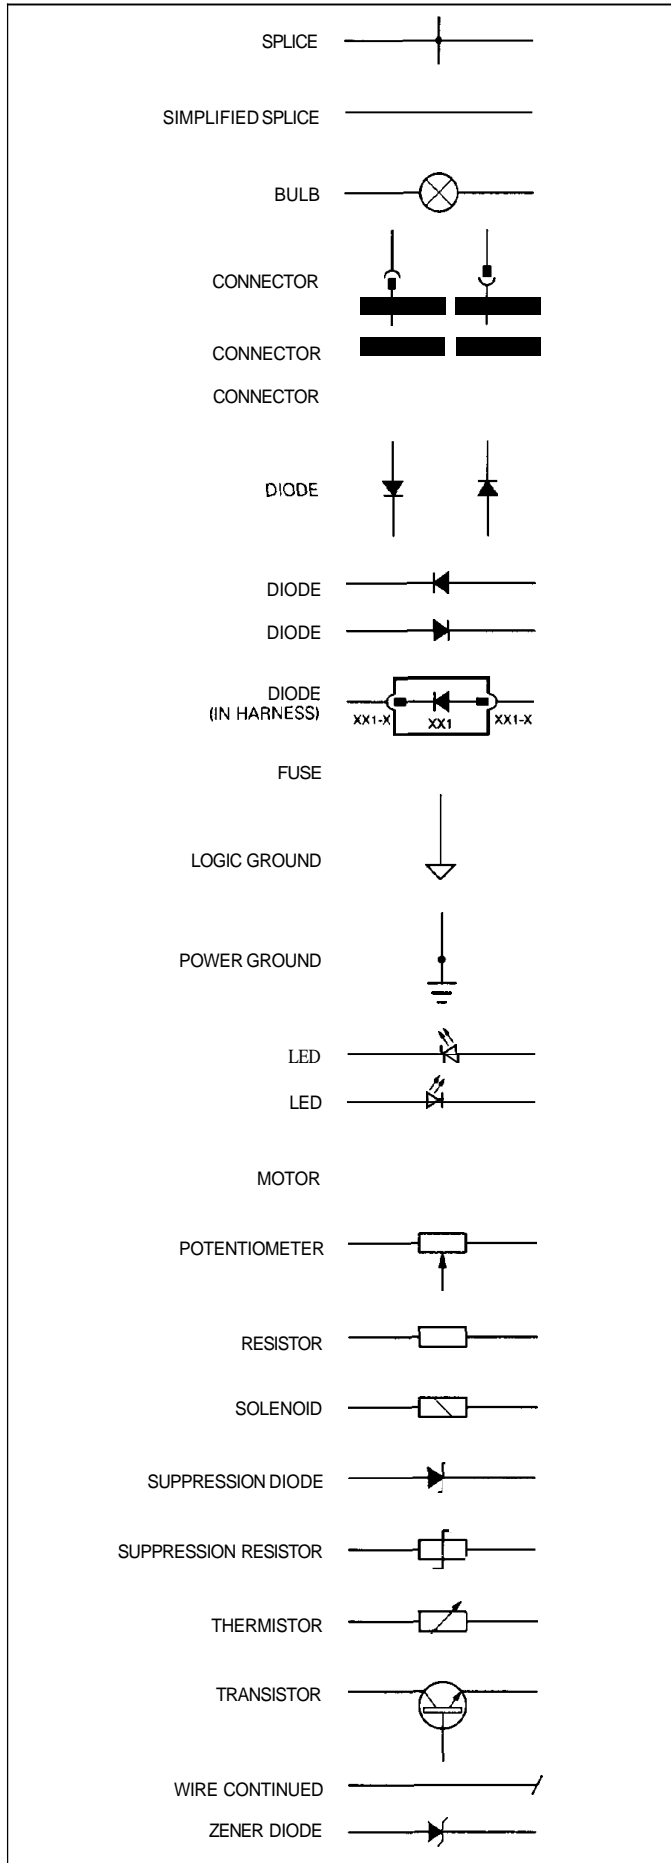 SPLICE
SIMPLIFIED SPLICE
BULB
CONNECTOR
CONNECTOR
CONNECTOR
DIODE
DIODE
DIODE
DIODE
(IN HARNESS)
XX1-X XX1 XX1-X
FUSE
LOGIC GROUND
POWER GROUND
LED
LED
MOTOR
POTENTIOMETER
RESISTOR
SOLENOID
SUPPRESSION DIODE
SUPPRESSION RESISTOR
THERMISTOR
TRANSISTOR
WIRE CONTINUED
ZENER DIODE